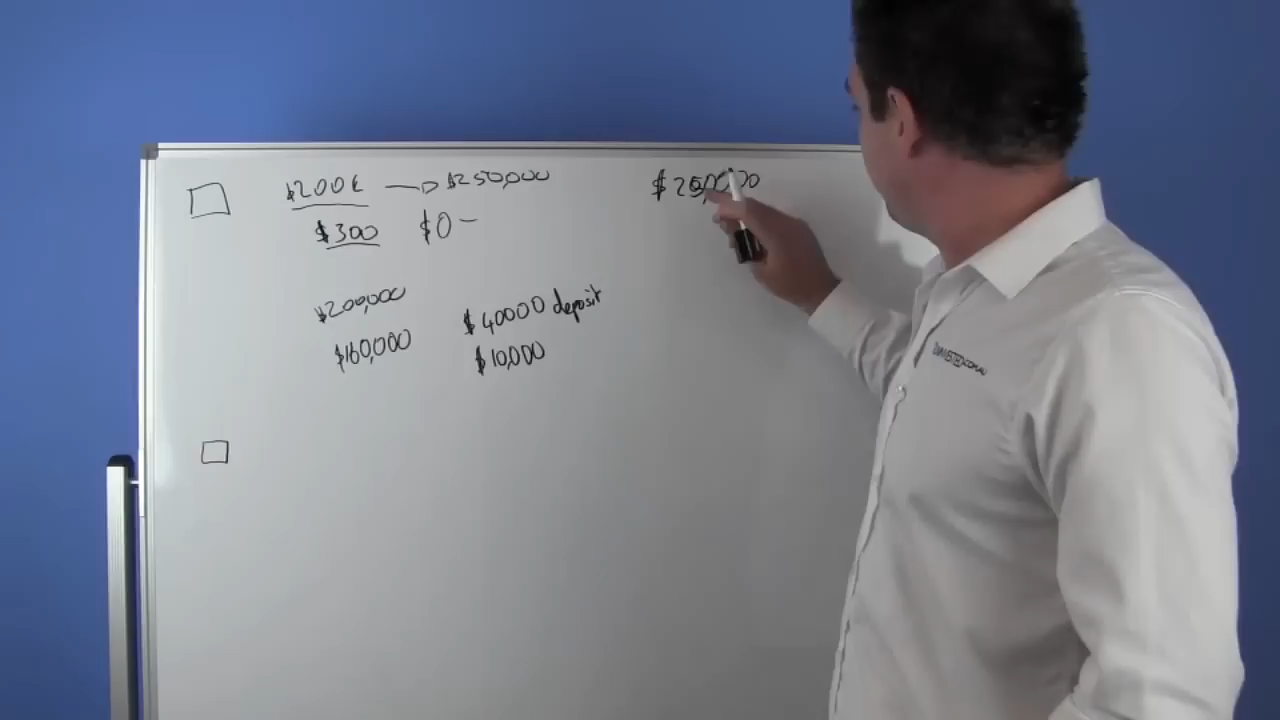 $200k → $250,000
$250,000
$300 $0 -
$200,000
$40000 deposit
$160,000
$10,000